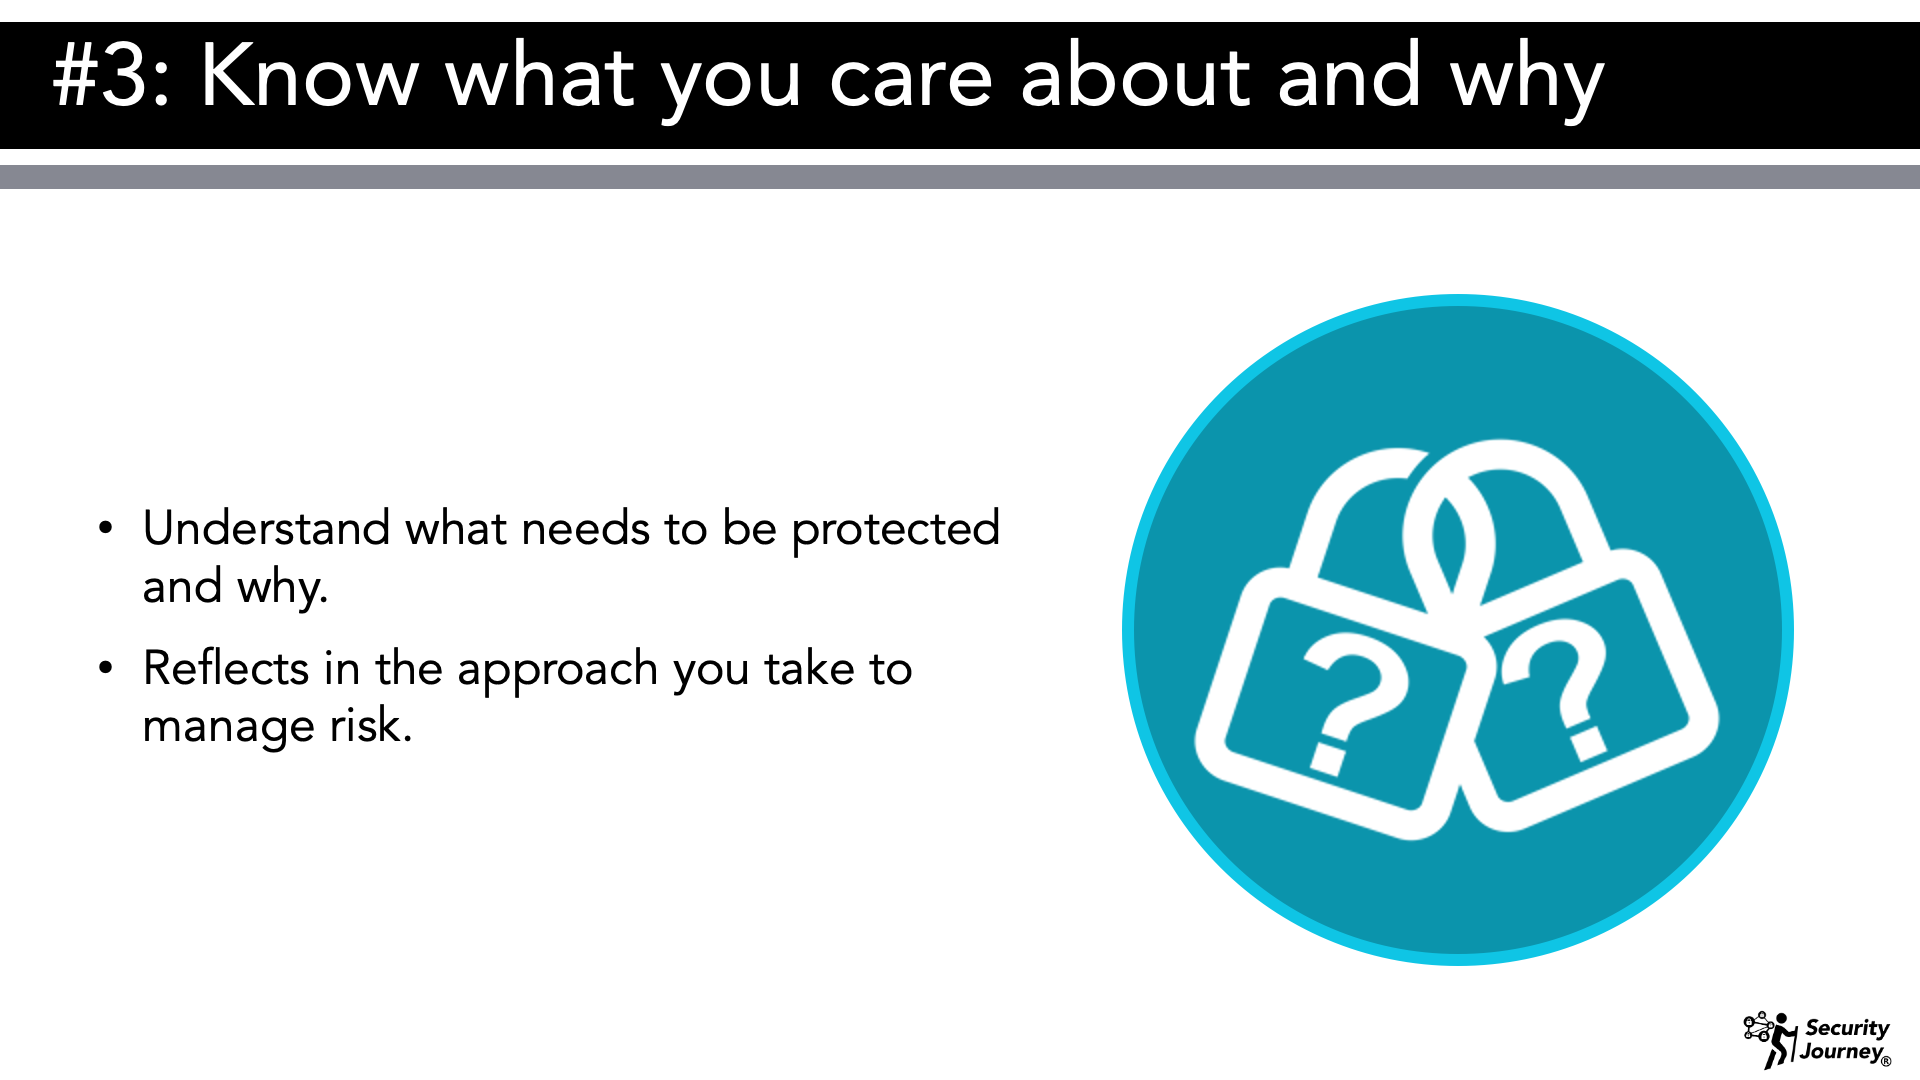 #3: Know what you care about and why
• Understand what needs to be protected
and why.
• Reflects in the approach you take to
manage risk.
? ?
Security
Journey®